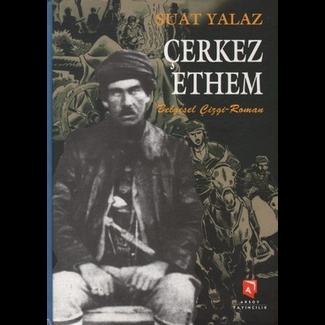 SUAT YALAZ
ÇERKEZ
ETHEM
Belgesel Çizgi-Roman
A
AKSOY
YAYINCILIK